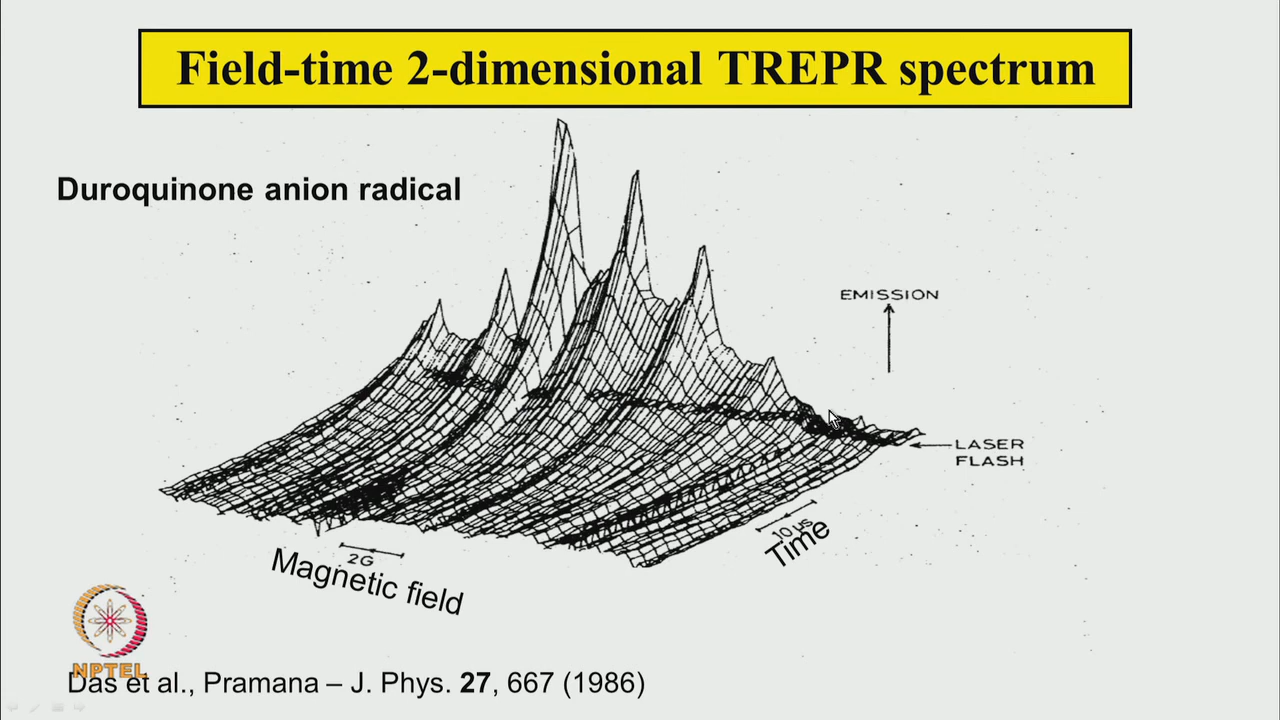 Field-time 2-dimensional TREPR spectrum
Duroquinone anion radical
EMISSION
LASER
FLASH
10 µs
Time
2G
Magnetic field
NPTEL
Das et al., Pramana – J. Phys. 27, 667 (1986)